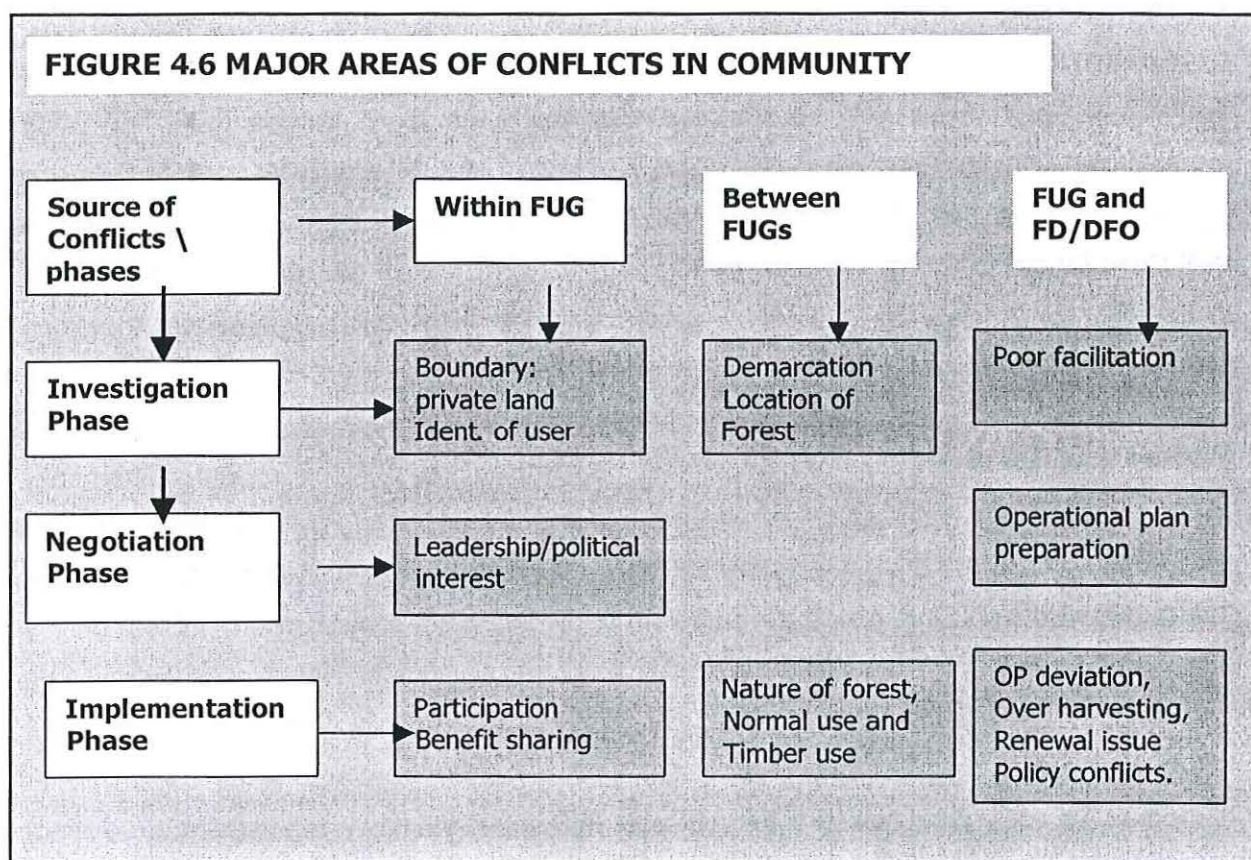 FIGURE 4.6 MAJOR AREAS OF CONFLICTS IN COMMUNITY
Source of
Conflicts \
phases
Within FUG
Between
FUGs
FUG and
FD/DFO
Investigation
Phase
Boundary:
private land
Ident. of user
Demarcation
Location of
Forest
Poor facilitation
Negotiation
Phase
Leadership/political
interest
Operational plan
preparation
Implementation
Phase
Participation
Benefit sharing
Nature of forest,
Normal use and
Timber use
OP deviation,
Over harvesting,
Renewal issue
Policy conflicts.